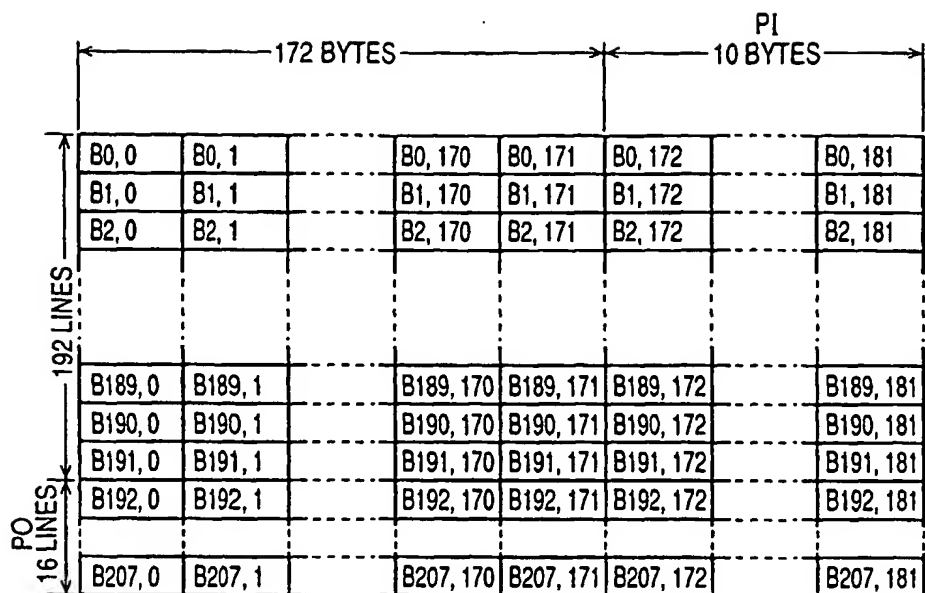 PI
172 BYTES 10 BYTES
B0, 0 B0, 1 B0, 170 B0, 171 B0, 172 B0, 181
B1, 0 B1, 1 B1, 170 B1, 171 B1, 172 B1, 181
B2, 0 B2, 1 B2, 170 B2, 171 B2, 172 B2, 181
192 LINES
B189, 0 B189, 1 B189, 170 B189, 171 B189, 172 B189, 181
B190, 0 B190, 1 B190, 170 B190, 171 B190, 172 B190, 181
B191, 0 B191, 1 B191, 170 B191, 171 B191, 172 B191, 181
B192, 0 B192, 1 B192, 170 B192, 171 B192, 172 B192, 181
PO
16 LINES
B207, 0 B207, 1 B207, 170 B207, 171 B207, 172 B207, 181